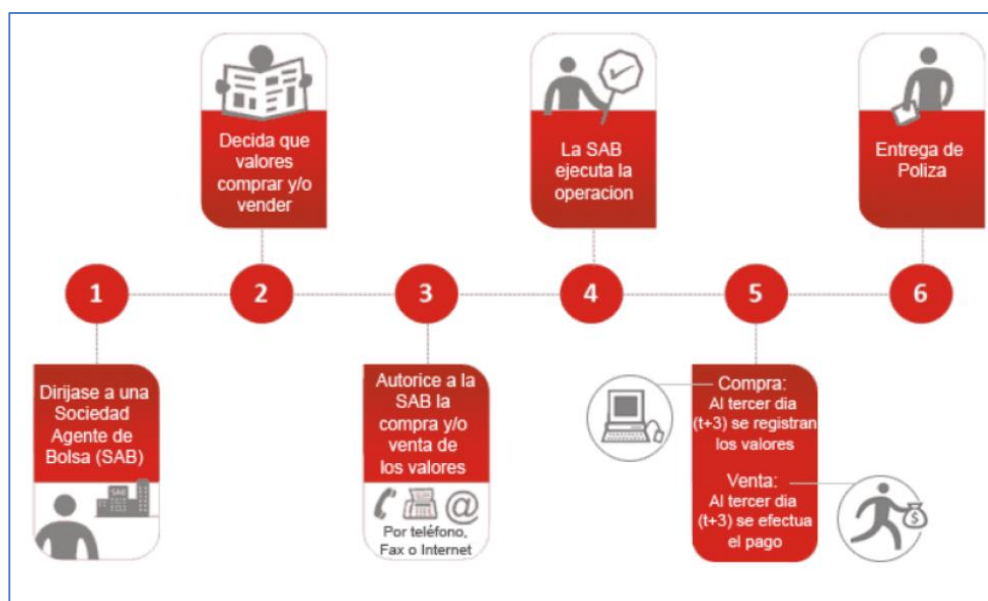 1
Dirijase a una
Sociedad
Agente de
Bolsa (SAB)
SAB
2
Decida que
valores
comprar y/o
vender
3
Autorice a la
SAB la
compra y/o
venta de
los valores
@
Por teléfono,
Fax o Internet
4
La SAB
ejecuta la
operacion
5
Compra:
Al tercer dia
(t+3) se registran
los valores
Venta:
Al tercer dia
(t+3) se efectua
el pago
$
6
Entrega de
Poliza